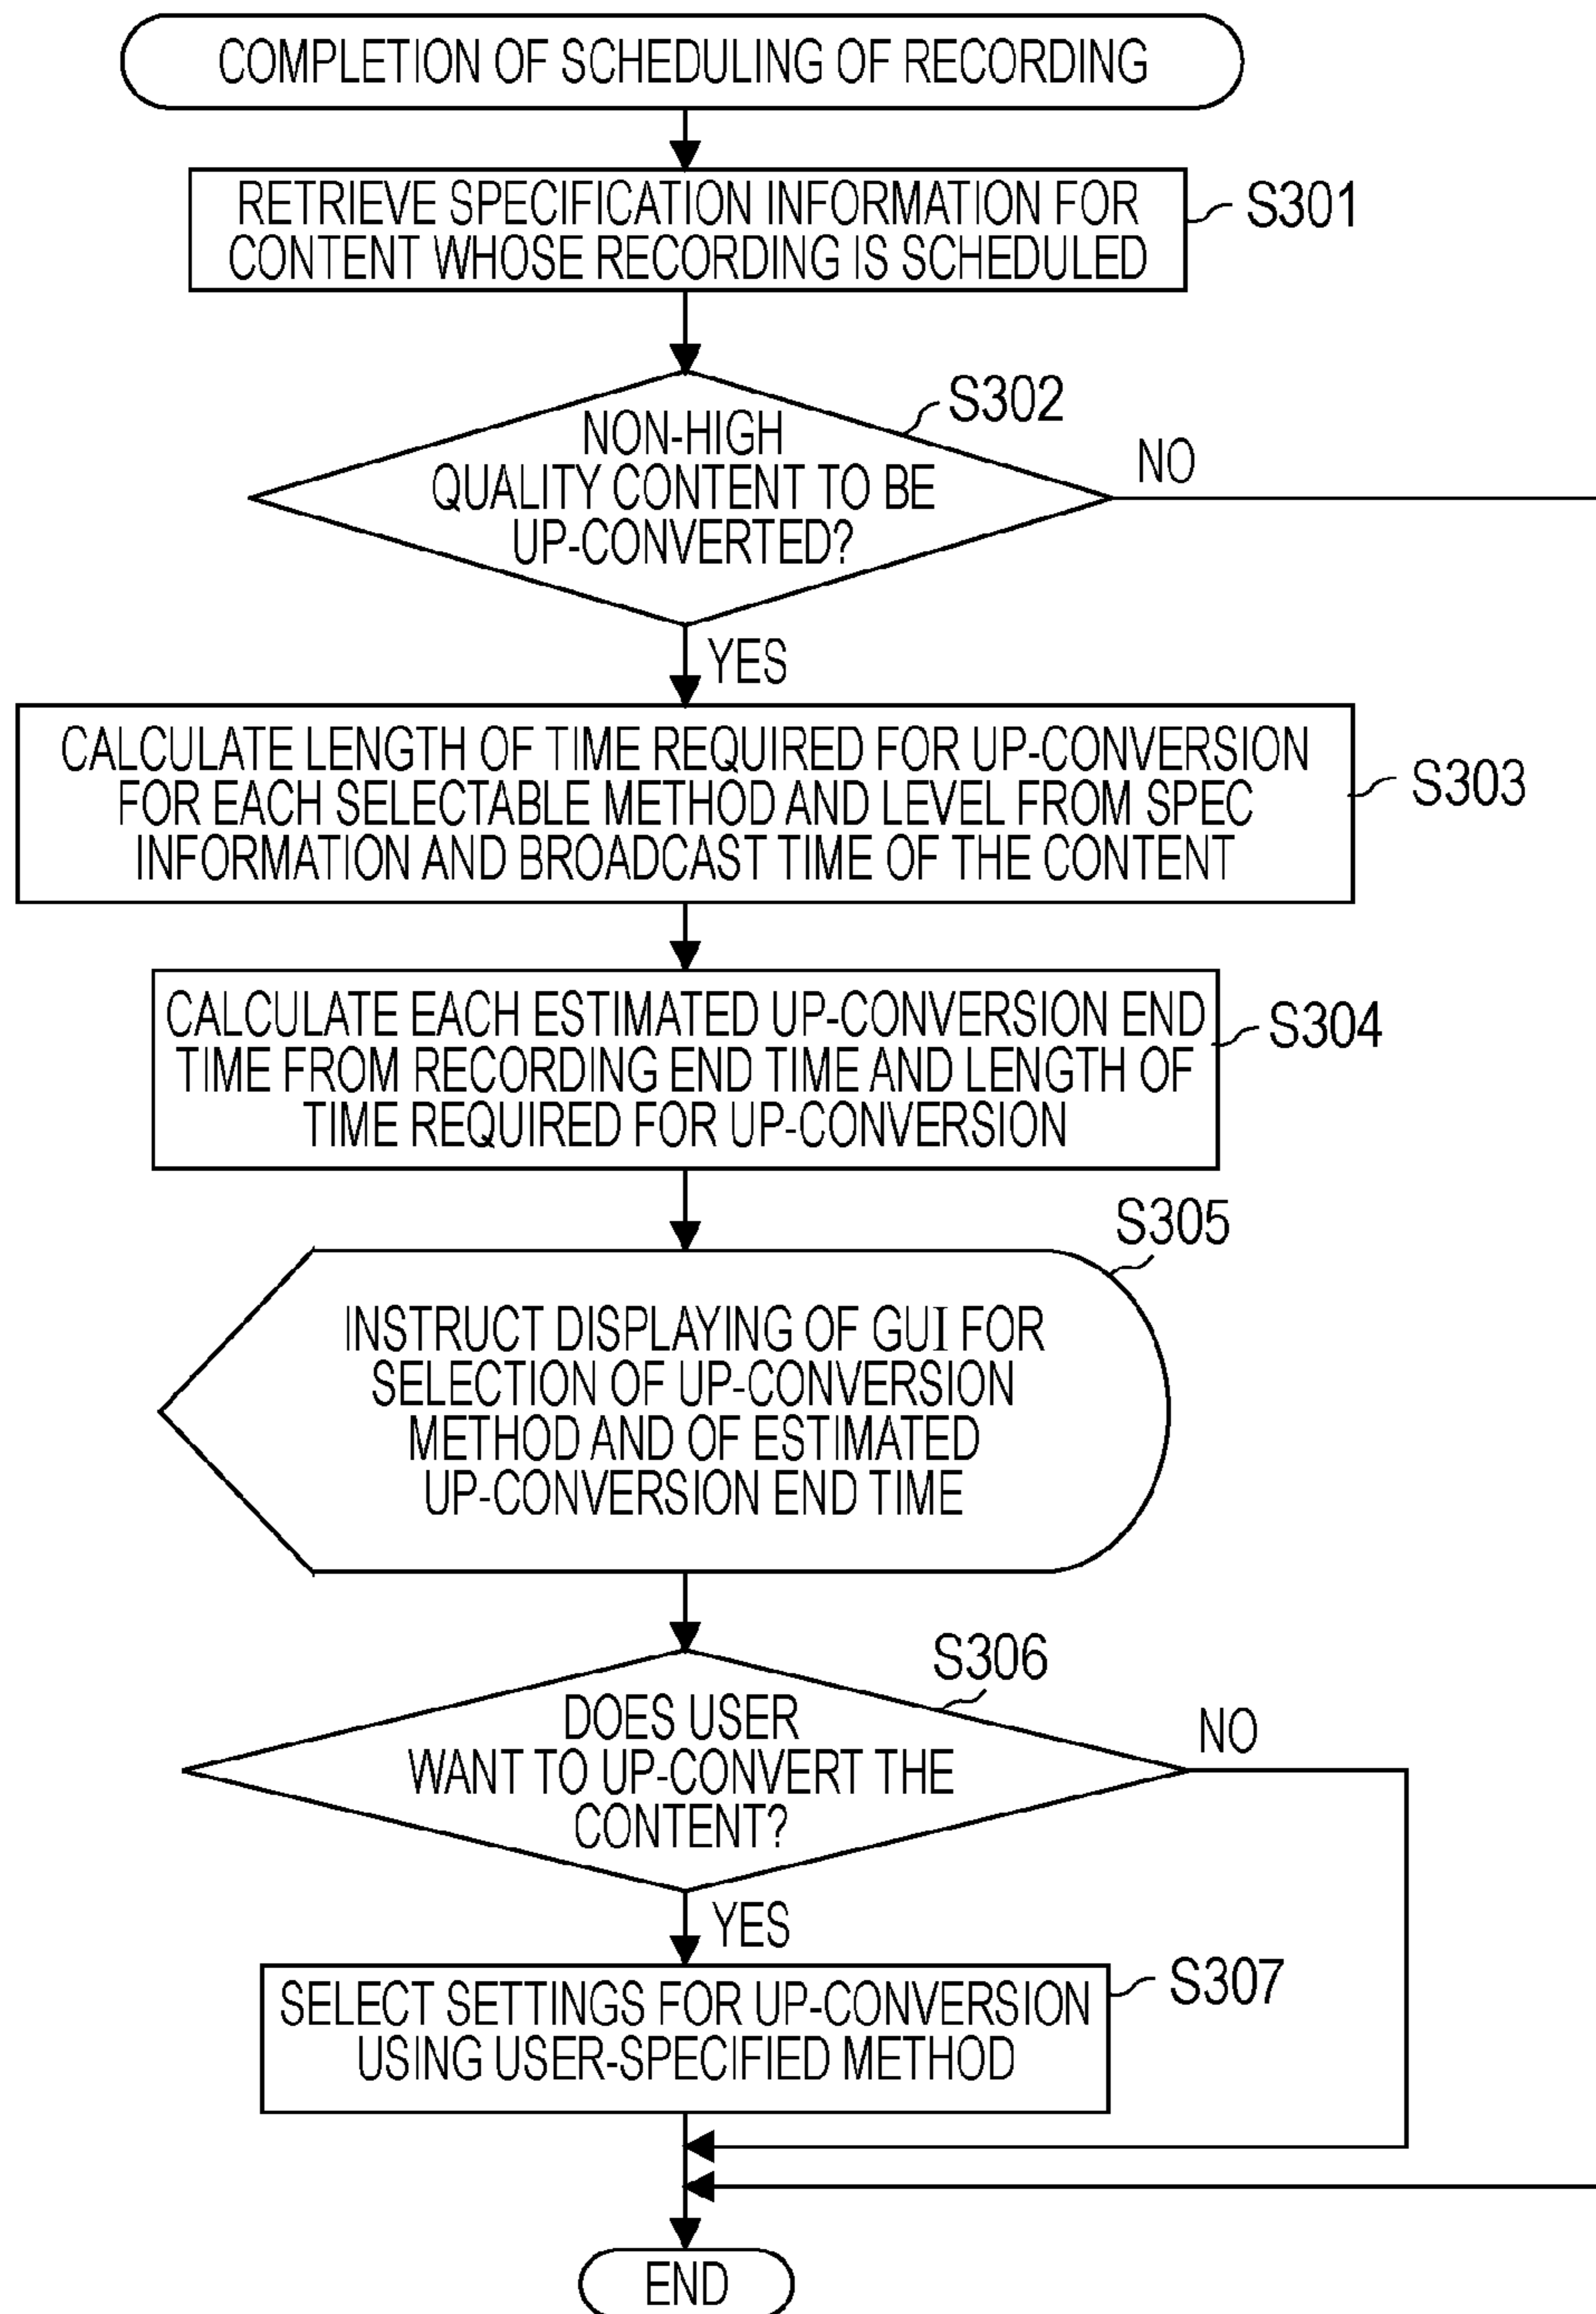 COMPLETION OF SCHEDULING OF RECORDING
RETRIEVE SPECIFICATION INFORMATION FOR
CONTENT WHOSE RECORDING IS SCHEDULED
S301
S302
NON-HIGH
QUALITY CONTENT TO BE
UP-CONVERTED?
NO
YES
CALCULATE LENGTH OF TIME REQUIRED FOR UP-CONVERSION
FOR EACH SELECTABLE METHOD AND LEVEL FROM SPEC
INFORMATION AND BROADCAST TIME OF THE CONTENT
S303
CALCULATE EACH ESTIMATED UP-CONVERSION END
TIME FROM RECORDING END TIME AND LENGTH OF
TIME REQUIRED FOR UP-CONVERSION
S304
S305
INSTRUCT DISPLAYING OF GUI FOR
SELECTION OF UP-CONVERSION
METHOD AND OF ESTIMATED
UP-CONVERSION END TIME
S306
DOES USER
WANT TO UP-CONVERT THE
CONTENT?
NO
YES
SELECT SETTINGS FOR UP-CONVERSION
USING USER-SPECIFIED METHOD
S307
END